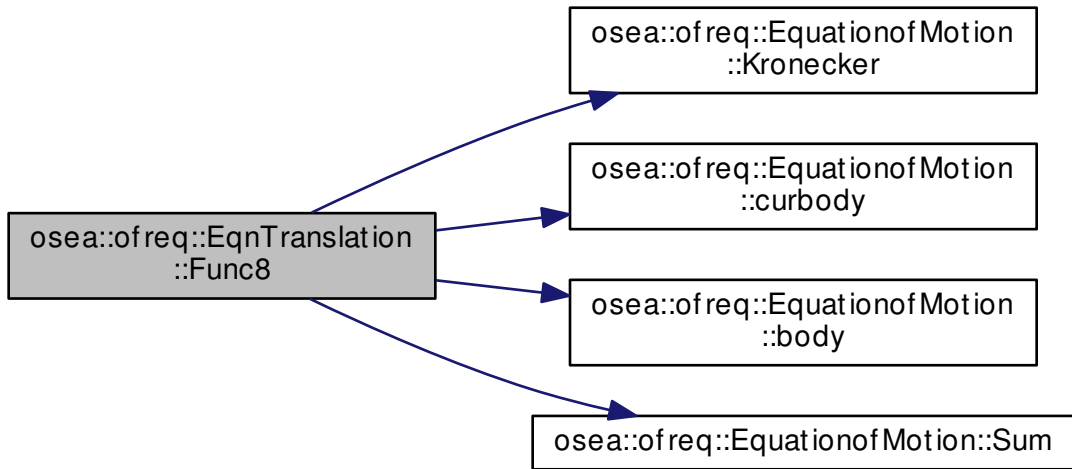 osea::ofreq::EquationofMotion
::Kronecker
osea::ofreq::EquationofMotion
::curbody
osea::ofreq::EqnTranslation
::Func8
osea::ofreq::EquationofMotion
::body
osea::ofreq::EquationofMotion::Sum